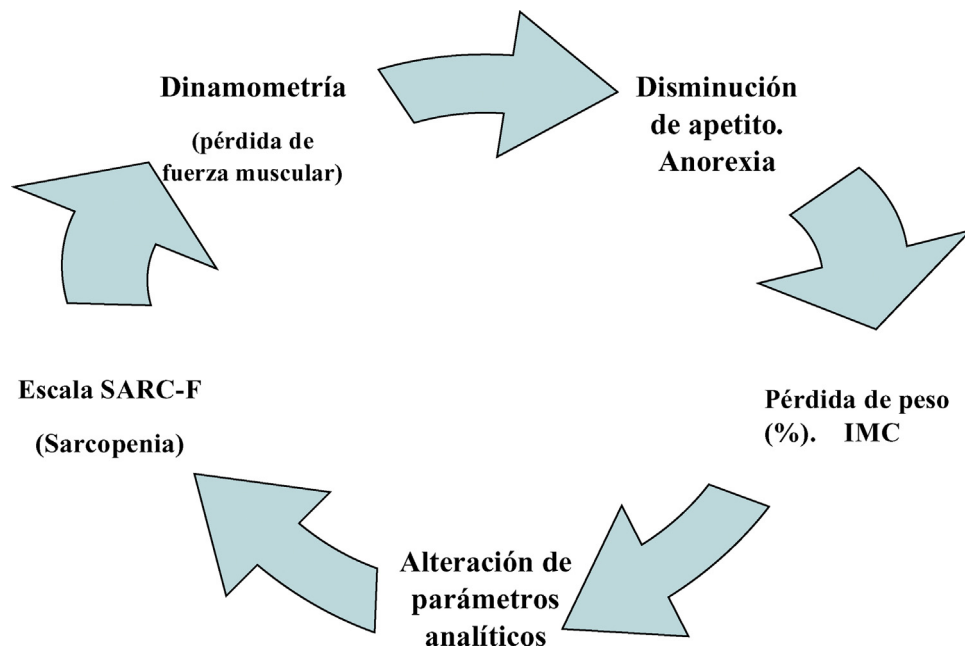 Dinamometría
(pérdida de
fuerza muscular)
Disminución
de apetito.
Anorexia
Pérdida de peso
(%). IMC
Alteración de
parámetros
analíticos
Escala SARC-F
(Sarcopenia)